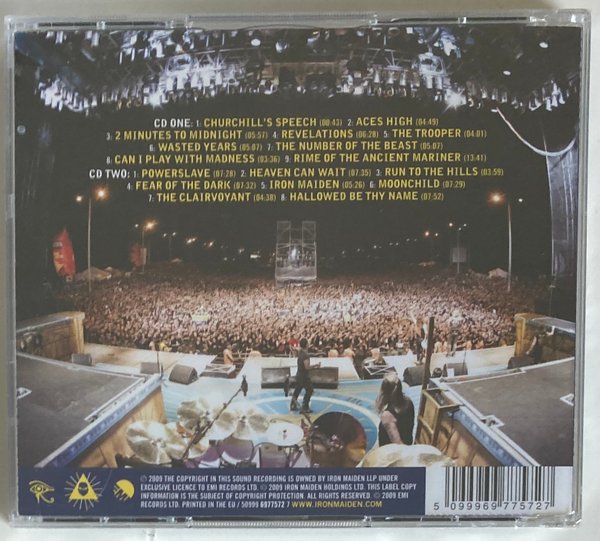 CD ONE: 1: CHURCHILL'S SPEECH (00:43) 2: ACES HIGH (04:49)
3: 2 MINUTES TO MIDNIGHT (05:57) 4: REVELATIONS (06:28) 5: THE TROOPER (04:01)
6: WASTED YEARS (05:07) 7: THE NUMBER OF THE BEAST (05:07)
8: CAN I PLAY WITH MADNESS (03:36) 9: RIME OF THE ANCIENT MARINER (13:41)
CD TWO: 1: POWERSLAVE (07:28) 2: HEAVEN CAN WAIT (07:35) 3: RUN TO THE HILLS (03:59)
4: FEAR OF THE DARK (07:32) 5: IRON MAIDEN (05:26) 6: MOONCHILD (07:29)
7: THE CLAIRVOYANT (04:38) 8: HALLOWED BE THY NAME (07:52)
℗ 2009 THE COPYRIGHT IN THIS SOUND RECORDING IS OWNED BY IRON MAIDEN LLP UNDER
EXCLUSIVE LICENCE TO EMI RECORDS LTD. © 2009 IRON MAIDEN HOLDINGS LTD. THIS LABEL COPY
INFORMATION IS THE SUBJECT OF COPYRIGHT PROTECTION. ALL RIGHTS RESERVED. © 2009 EMI
RECORDS LTD. PRINTED IN THE EU / 50999 6977572 7 WWW.IRONMAIDEN.COM
5 099969 775727